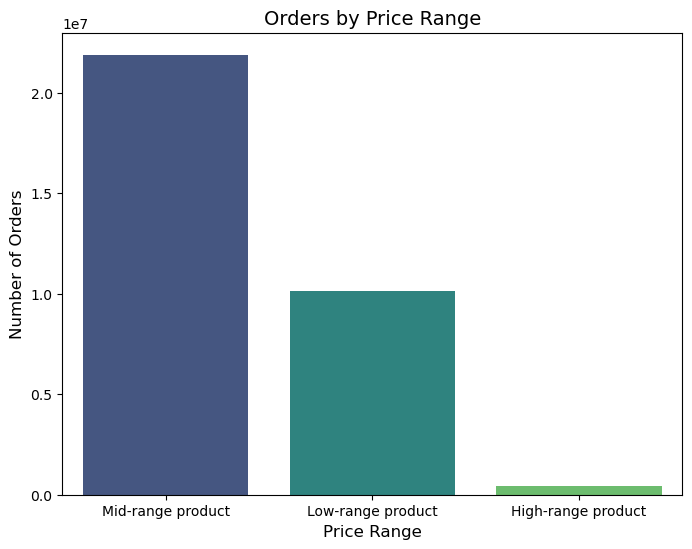 Orders by Price Range
1e7
2.0
1.5
1.0
0.5
0.0
Number of Orders
Mid-range product Low-range product High-range product
Price Range